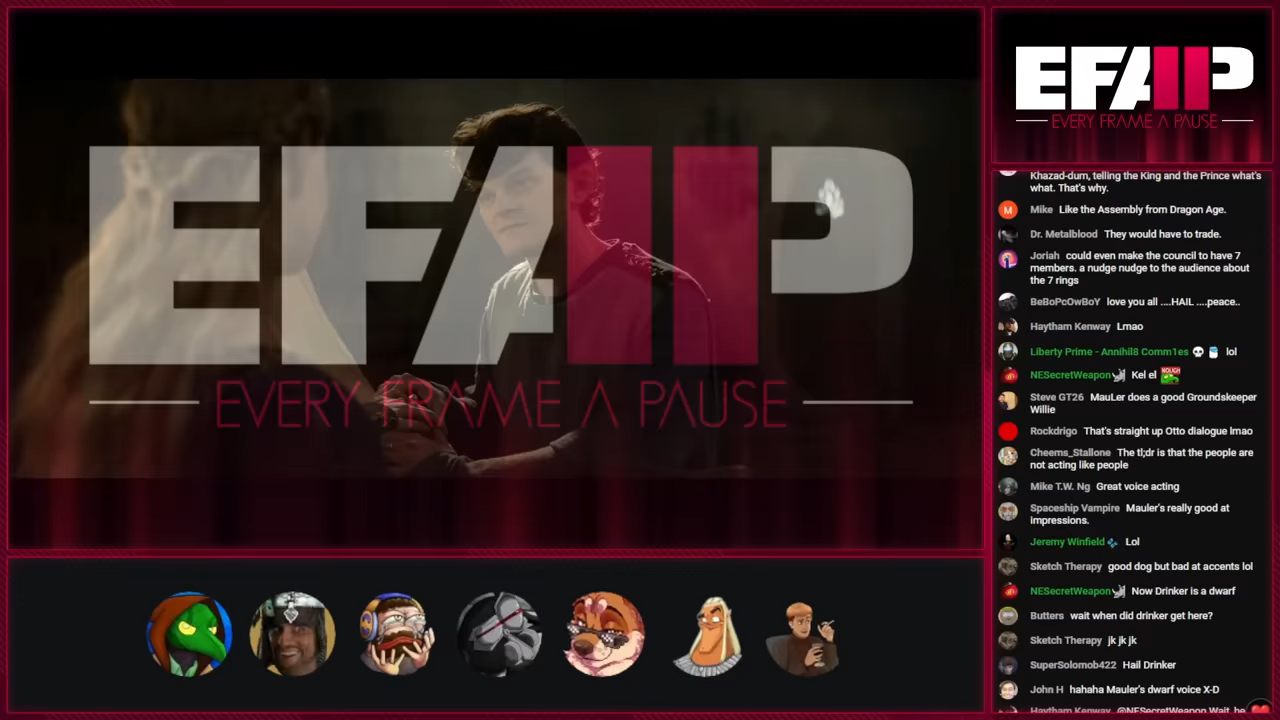 EFAP
EVERY FRAME A PAUSE
EFAP
EVERY FRAME A PAUSE
Khazad-dum, telling the King and the Prince what's
what. That's why.
M
Mike Like the Assembly from Dragon Age.
Dr. Metalblood They would have to trade.
Joriah could even make the council to have 7
members. a nudge nudge to the audience about
the 7 rings
BeBoPcOwBoY love you all ....HAIL ....peace..
Haytham Kenway Lmao
Liberty Prime - Annihil8 Comm1es 💀 🥛 lol
NESecretWeapon Kel el NOUGH
Steve GT26 MauLer does a good Groundskeeper
Willie
Rockdrigo That's straight up Otto dialogue lmao
Cheems_Stallone The tl;dr is that the people are
not acting like people
Mike T.W. Ng Great voice acting
Spaceship Vampire Mauler's really good at
impressions.
Jeremy Winfield Lol
Sketch Therapy good dog but bad at accents lol
NESecretWeapon Now Drinker is a dwarf
Butters wait when did drinker get here?
Sketch Therapy jk jk jk
SuperSolomob422 Hail Drinker
John H hahaha Mauler's dwarf voice X-D
Haytham Kenway @NESecretWeapon Wait, he